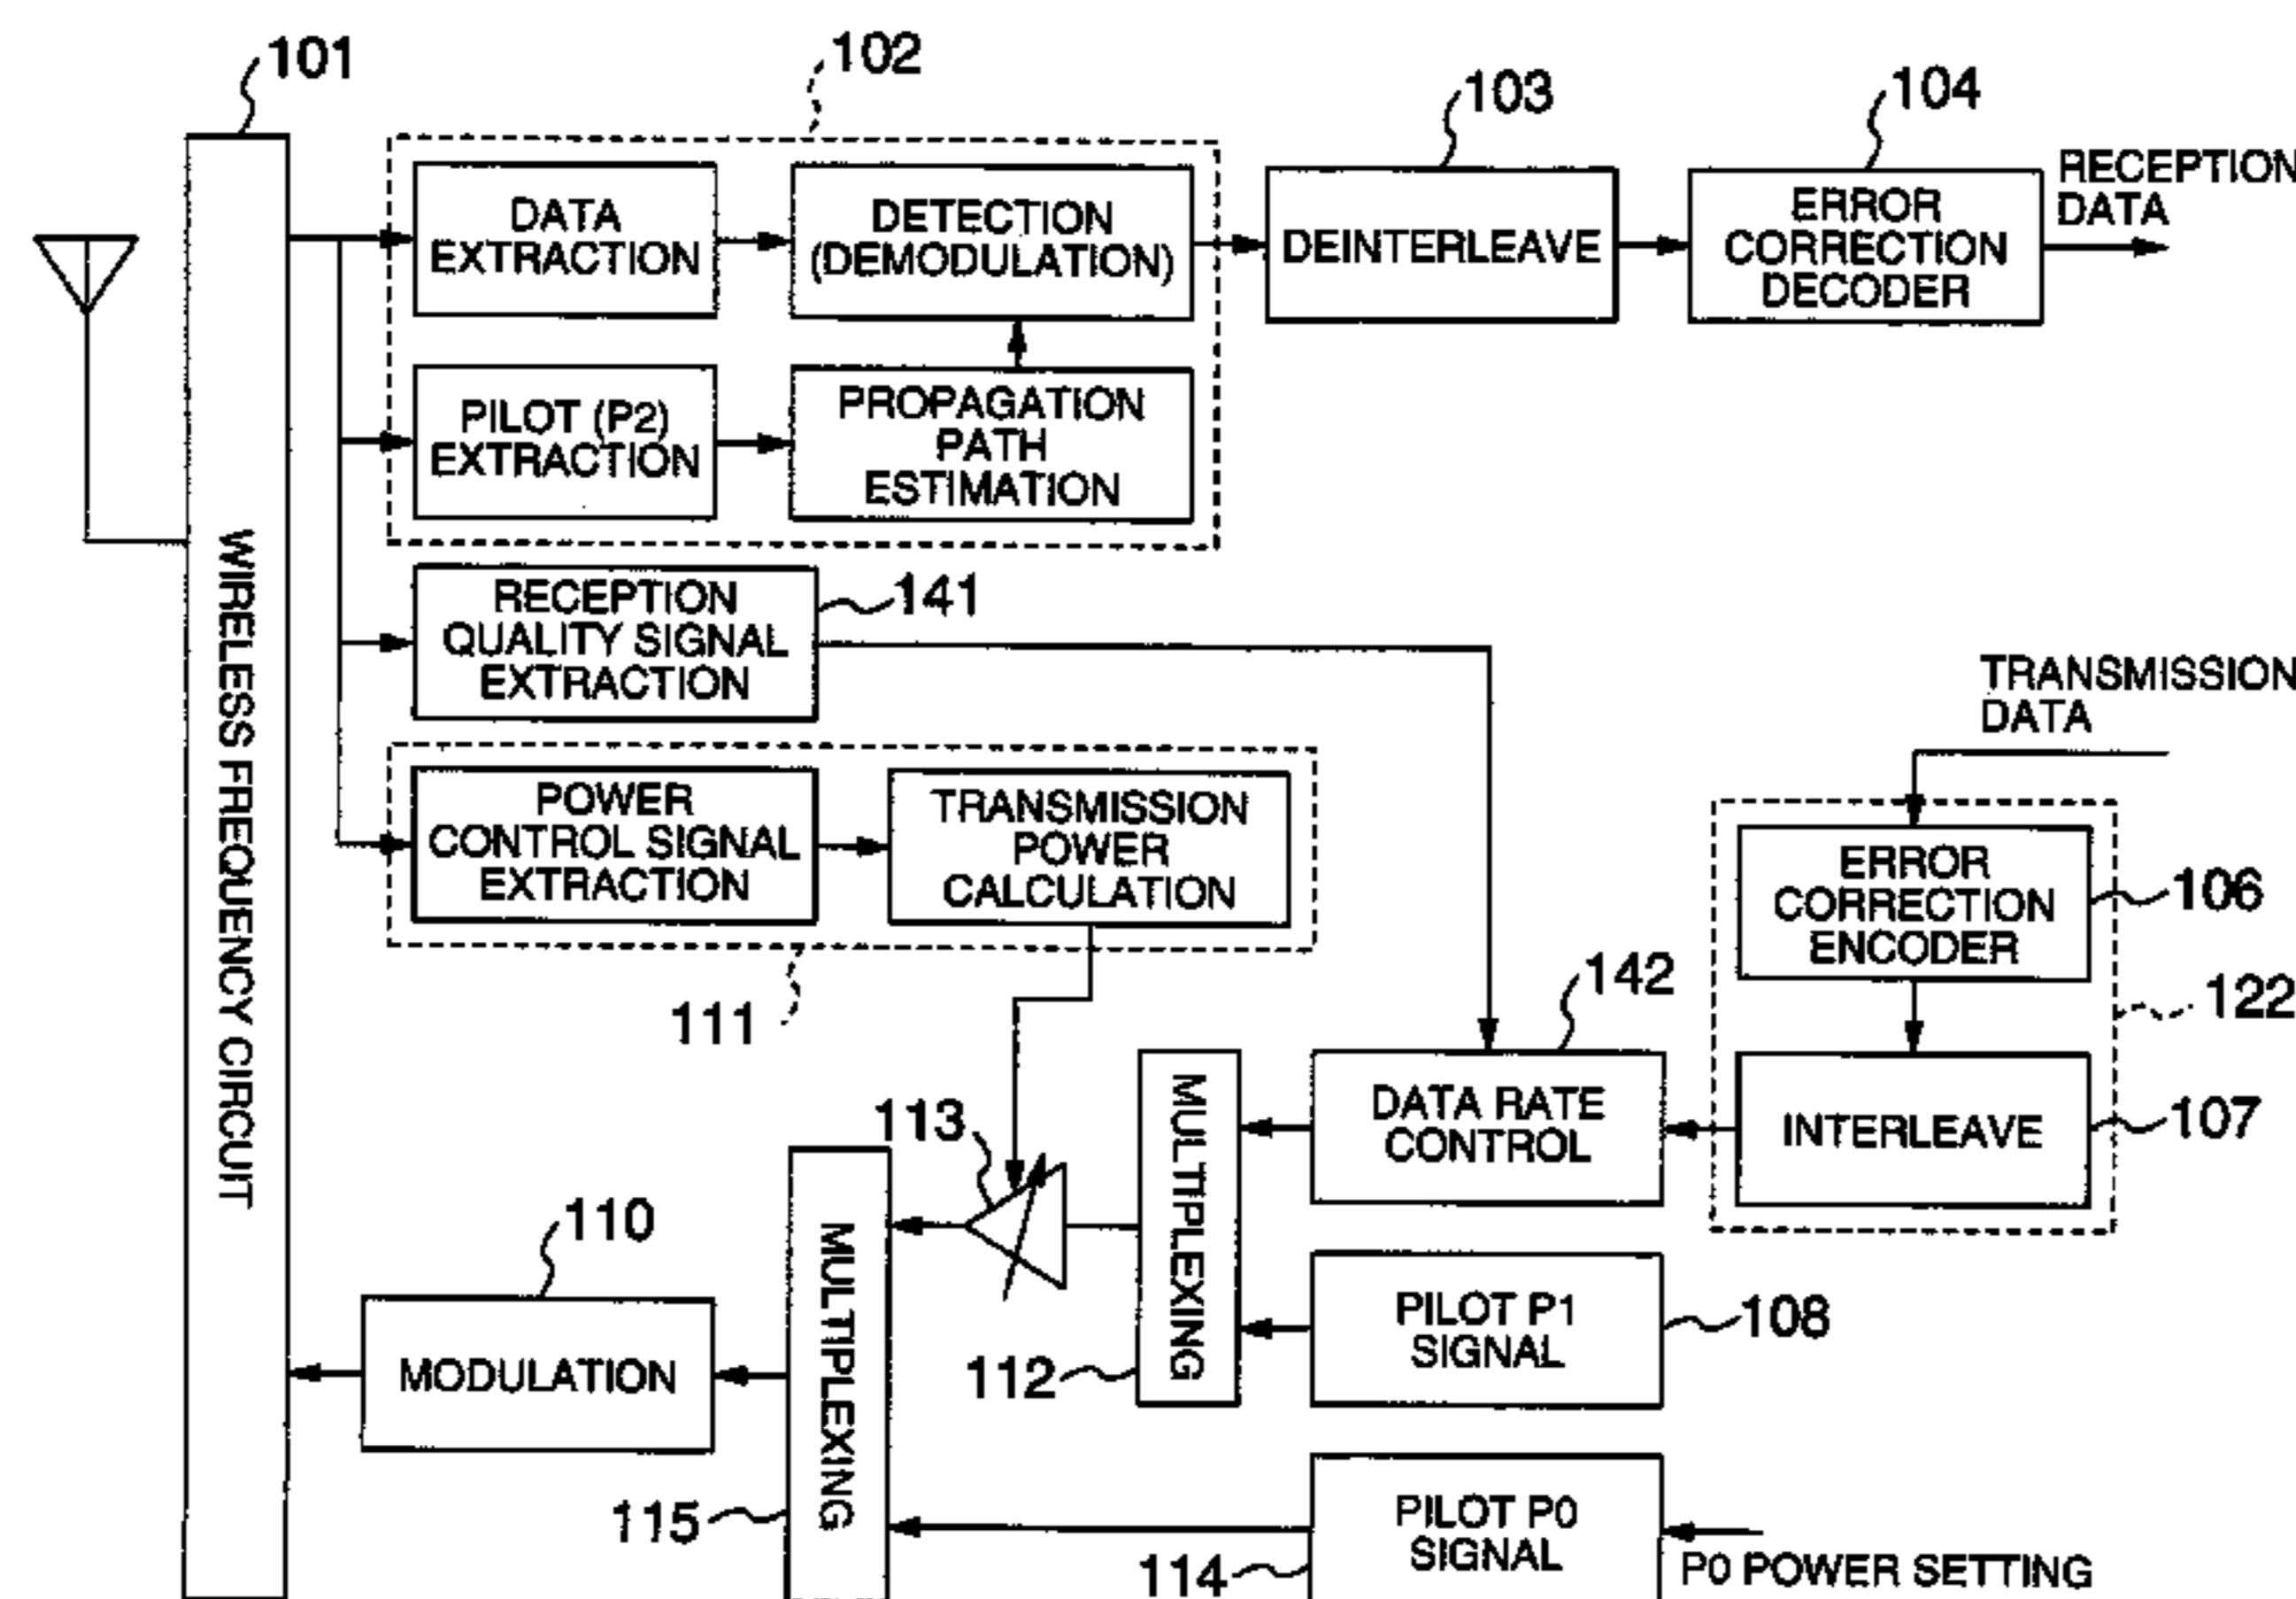 101
102
103
104
DATA
EXTRACTION
DETECTION
(DEMODULATION)
DEINTERLEAVE
ERROR
CORRECTION
DECODER
RECEPTION
DATA
PILOT (P2)
EXTRACTION
PROPAGATION
PATH
ESTIMATION
WIRELESS FREQUENCY CIRCUIT
RECEPTION
QUALITY SIGNAL
EXTRACTION
141
TRANSMISSION
DATA
POWER
CONTROL SIGNAL
EXTRACTION
TRANSMISSION
POWER
CALCULATION
111
ERROR
CORRECTION
ENCODER
106
122
142
DATA RATE
CONTROL
INTERLEAVE
107
MULTIPLEXING
112
113
PILOT P1
SIGNAL
108
110
MODULATION
MULTIPLEXING
115
PILOT P0
SIGNAL
114
P0 POWER SETTING